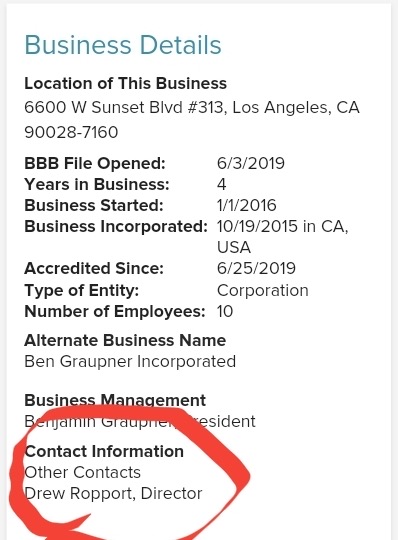 Business Details
Location of This Business
6600 W Sunset Blvd #313, Los Angeles, CA
90028-7160
BBB File Opened: 6/3/2019
Years in Business: 4
Business Started: 1/1/2016
Business Incorporated: 10/19/2015 in CA,
USA
Accredited Since: 6/25/2019
Type of Entity: Corporation
Number of Employees: 10
Alternate Business Name
Ben Graupner Incorporated
Business Management
Benjamin Graupner, President
Contact Information
Other Contacts
Drew Ropport, Director